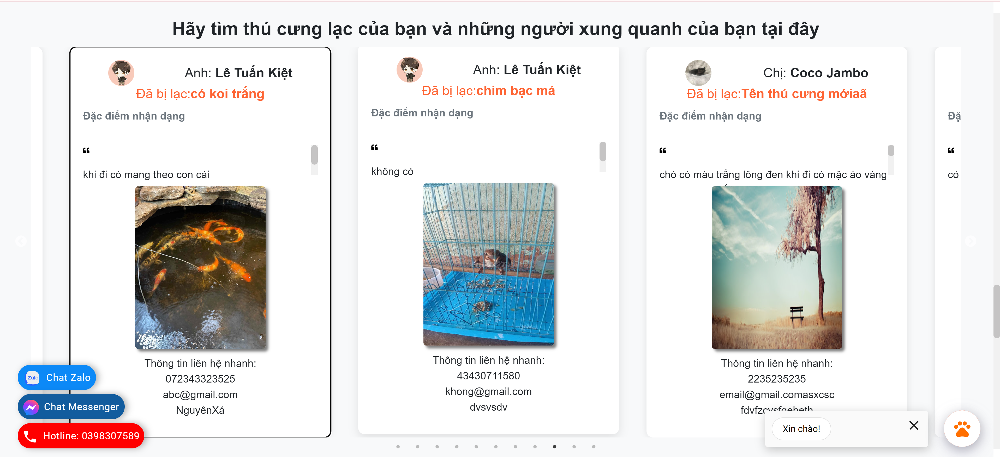 Hãy tìm thú cưng lạc của bạn và những người xung quanh của bạn tại đây
Anh: Lê Tuấn Kiệt
Đã bị lạc:có koi trắng
Đặc điểm nhận dạng
❝
khi đi có mang theo con cái
Thông tin liên hệ nhanh:
072343323525
abc@gmail.com
NguyênXá
Anh: Lê Tuấn Kiệt
Đã bị lạc:chim bạc má
Đặc điểm nhận dạng
❝
không có
Thông tin liên hệ nhanh:
43430711580
khong@gmail.com
dvsvsdv
Chị: Coco Jambo
Đã bị lạc:Tên thú cưng mớiaã
Đặc điểm nhận dạng
❝
chó có màu trắng lông đen khi đi có mặc áo vàng
Thông tin liên hệ nhanh:
2235235235
email@gmail.comasxcsc
Đặ
❝
có
Zalo Chat Zalo
Chat Messenger
Hotline: 0398307589
Xin chào!